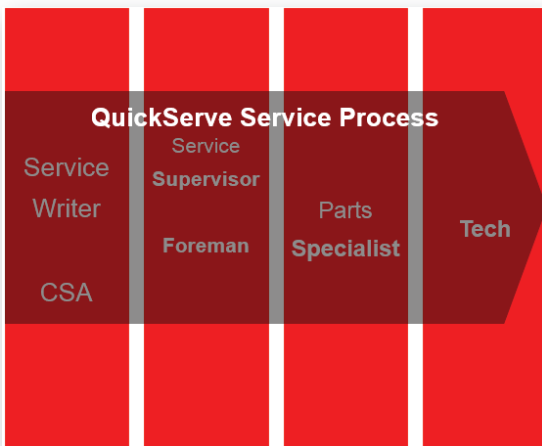 QuickServe Service Process
Service
Writer
CSA
Service
Supervisor
Foreman
Parts
Specialist
Tech